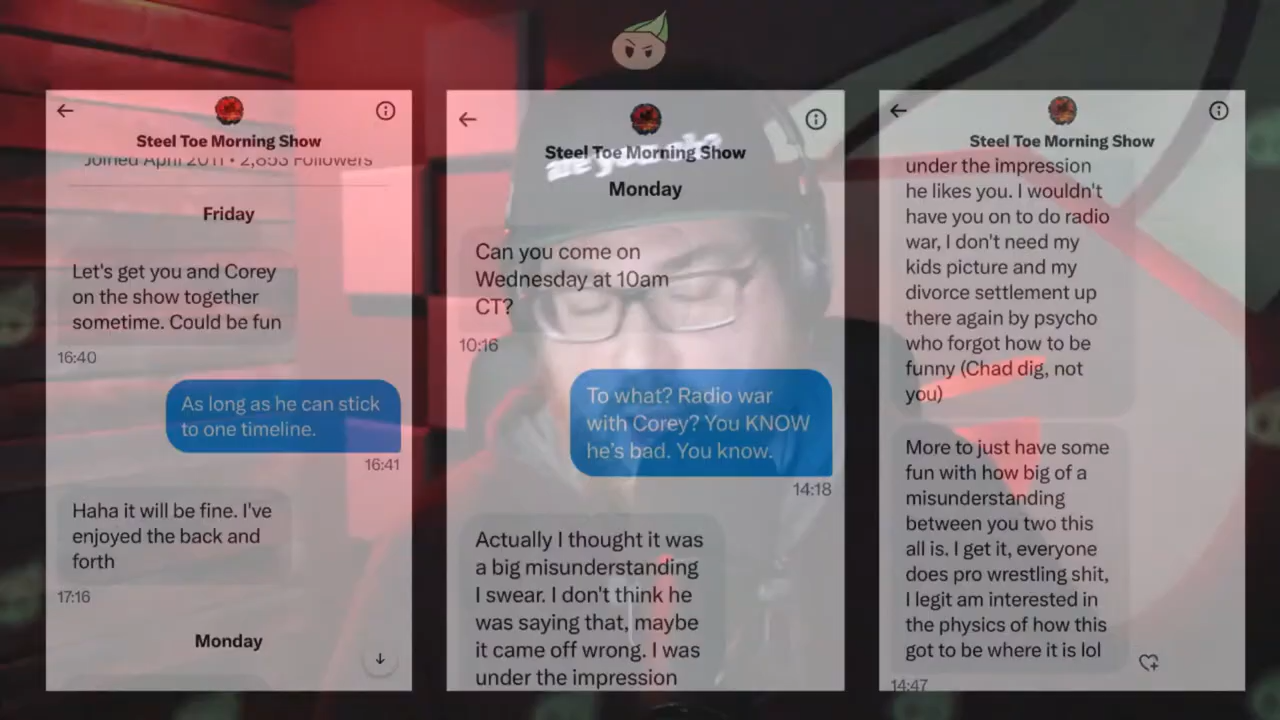 Steel Toe Morning Show
Joined April 2011 • 2,853 Followers
Friday
Let's get you and Corey
on the show together
sometime. Could be fun
16:40
As long as he can stick
to one timeline.
16:41
Haha it will be fine. I've
enjoyed the back and
forth
17:16
Monday
Steel Toe Morning Show
Monday
Can you come on
Wednesday at 10am
CT?
10:16
To what? Radio war
with Corey? You KNOW
he's bad. You know.
14:18
Actually I thought it was
a big misunderstanding
I swear. I don't think he
was saying that, maybe
it came off wrong. I was
under the impression
Steel Toe Morning Show
under the impression
he likes you. I wouldn't
have you on to do radio
war, I don't need my
kids picture and my
divorce settlement up
there again by psycho
who forgot how to be
funny (Chad dig, not
you)
More to just have some
fun with how big of a
misunderstanding
between you two this
all is. I get it, everyone
does pro wrestling shit,
I legit am interested in
the physics of how this
got to be where it is lol
14:47